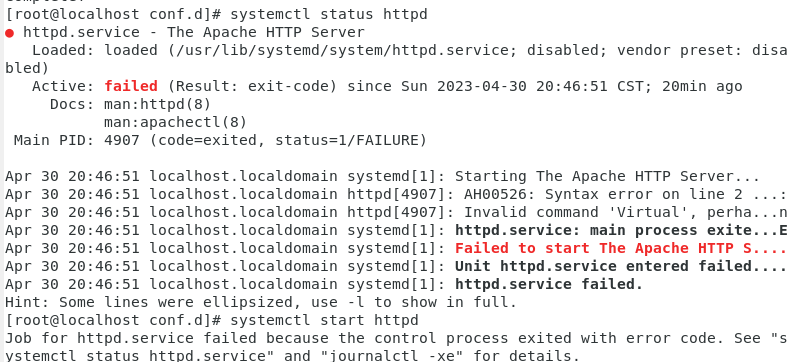 [root@localhost conf.d]# systemctl status httpd
● httpd.service - The Apache HTTP Server
   Loaded: loaded (/usr/lib/systemd/system/httpd.service; disabled; vendor preset: disa
bled)
   Active: failed (Result: exit-code) since Sun 2023-04-30 20:46:51 CST; 20min ago
     Docs: man:httpd(8)
           man:apachectl(8)
 Main PID: 4907 (code=exited, status=1/FAILURE)

Apr 30 20:46:51 localhost.localdomain systemd[1]: Starting The Apache HTTP Server...
Apr 30 20:46:51 localhost.localdomain httpd[4907]: AH00526: Syntax error on line 2 ...:
Apr 30 20:46:51 localhost.localdomain httpd[4907]: Invalid command 'Virtual', perha...n
Apr 30 20:46:51 localhost.localdomain systemd[1]: httpd.service: main process exite...E
Apr 30 20:46:51 localhost.localdomain systemd[1]: Failed to start The Apache HTTP S....
Apr 30 20:46:51 localhost.localdomain systemd[1]: Unit httpd.service entered failed....
Apr 30 20:46:51 localhost.localdomain systemd[1]: httpd.service failed.
Hint: Some lines were ellipsized, use -l to show in full.
[root@localhost conf.d]# systemctl start httpd
Job for httpd.service failed because the control process exited with error code. See "s
ystemctl status httpd.service" and "journalctl -xe" for details.